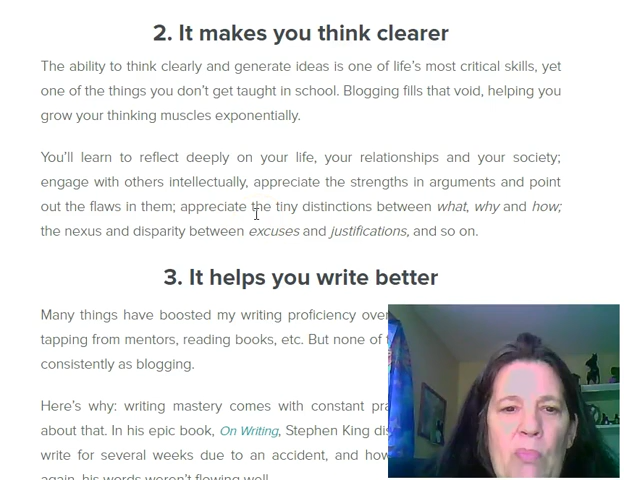 2. It makes you think clearer
The ability to think clearly and generate ideas is one of life's most critical skills, yet
one of the things you don't get taught in school. Blogging fills that void, helping you
grow your thinking muscles exponentially.
You'll learn to reflect deeply on your life, your relationships and your society;
engage with others intellectually, appreciate the strengths in arguments and point
out the flaws in them; appreciate the tiny distinctions between what, why and how;
the nexus and disparity between excuses and justifications, and so on.
3. It helps you write better
Many things have boosted my writing proficiency over
tapping from mentors, reading books, etc. But none of
consistently as blogging.
Here's why: writing mastery comes with constant
about that. In his epic book, On Writing, Stephen King
write for several weeks due to an accident, and
again, his words weren't flowing well.